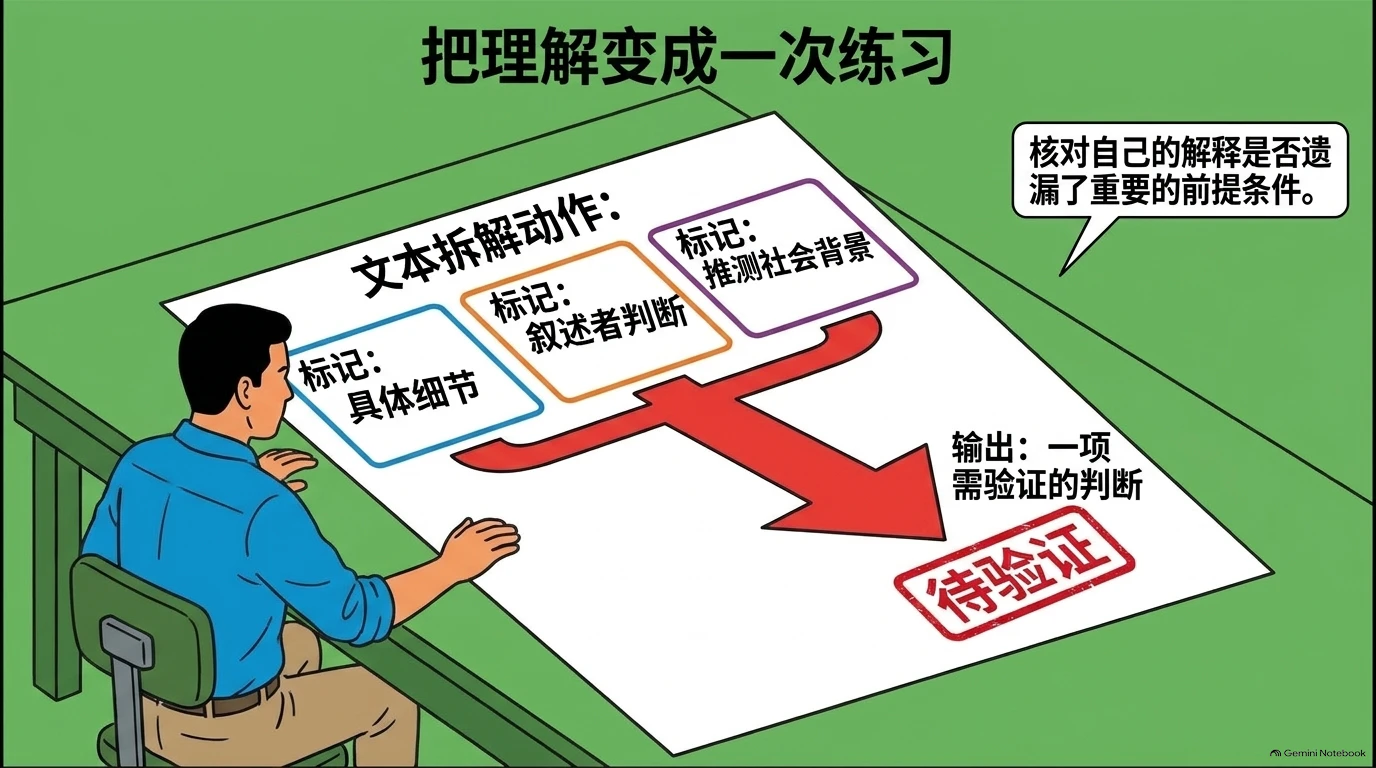 把理解变成一次练习
核对自己的解释是否遗
漏了重要的前提条件。
文本拆解动作：
标记：
具体细节
标记：
叙述者判断
标记：
推测社会背景
输出：一项
需验证的判断
待验证
Gemini Notebook